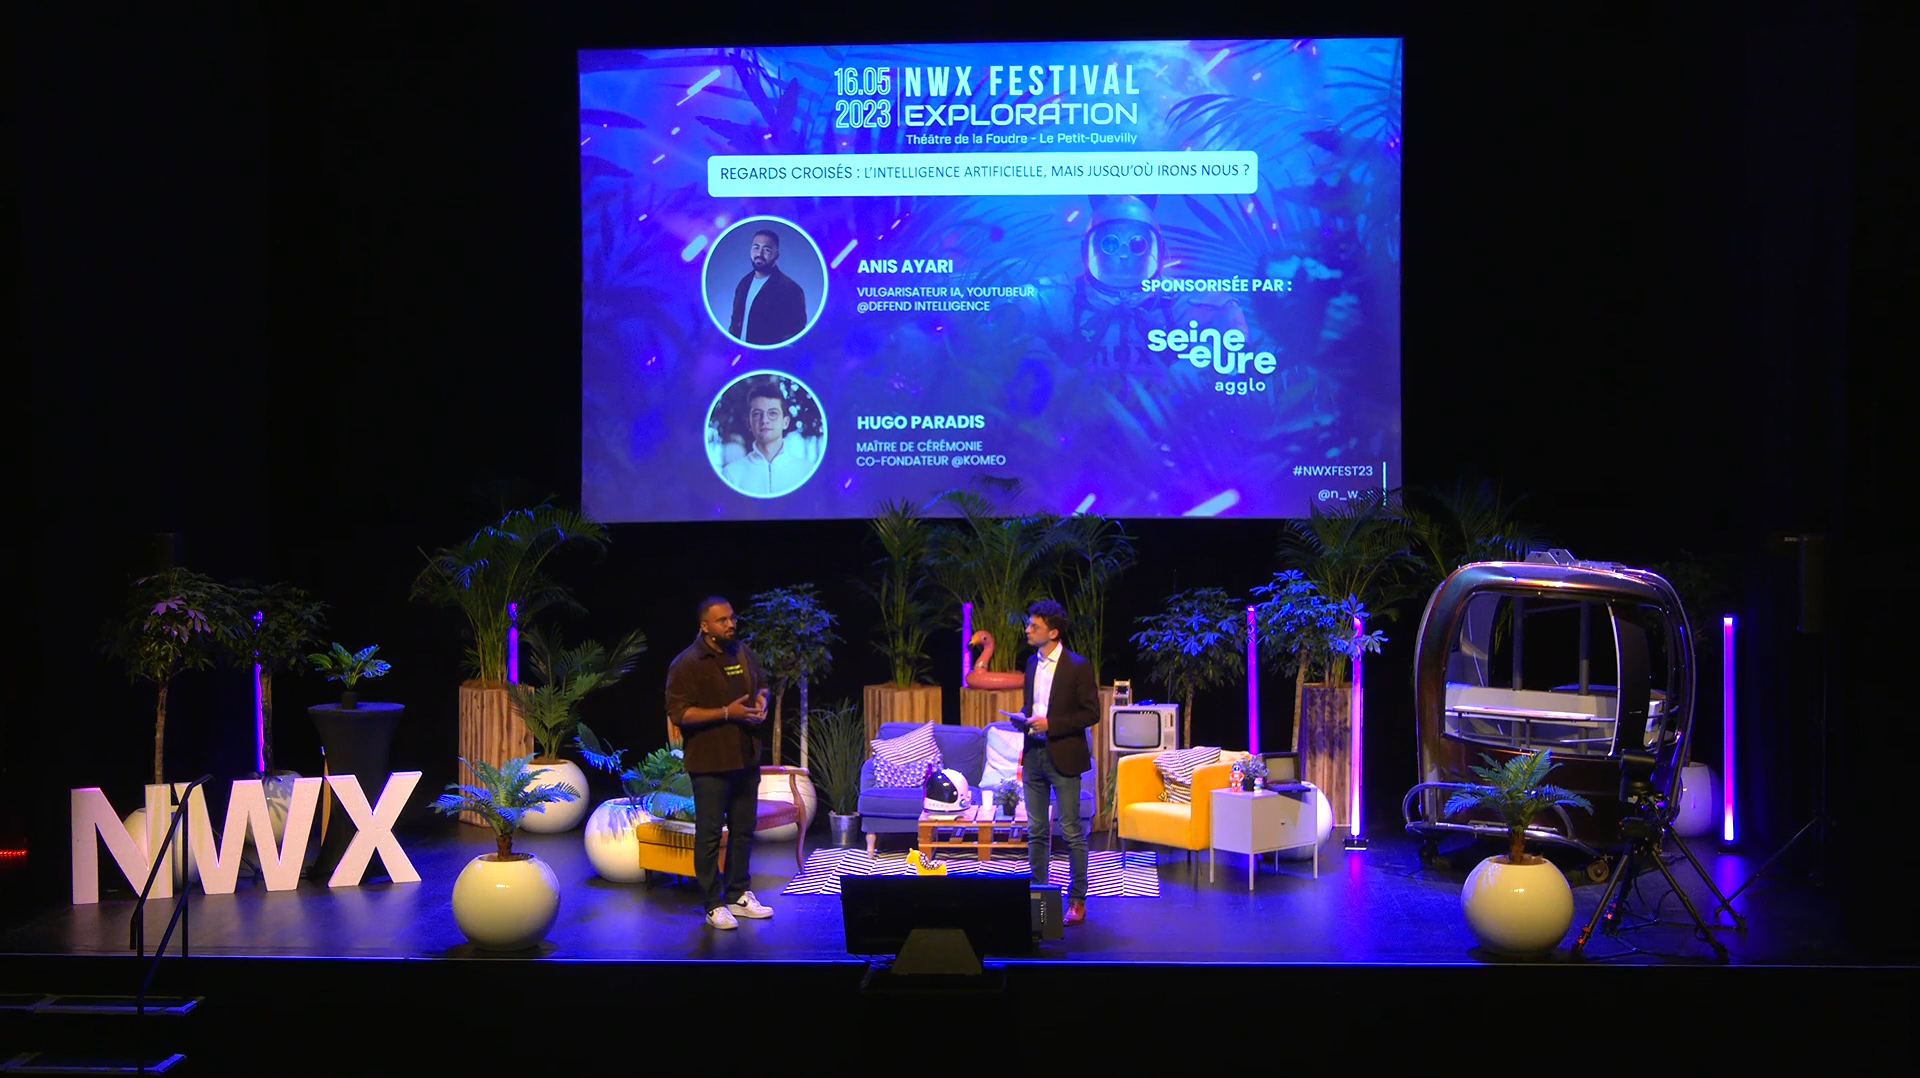 16.05
2023
NWX FESTIVAL
EXPLORATION
Théâtre de la Foudre - Le Petit-Quevilly
REGARDS CROISÉS : L'INTELLIGENCE ARTIFICIELLE, MAIS JUSQU'OÙ IRONS NOUS ?
ANIS AYARI
VULGARISATEUR IA, YOUTUBEUR
@DEFEND INTELLIGENCE
SPONSORISÉE PAR :
seine
-eure
agglo
HUGO PARADIS
MAÎTRE DE CÉRÉMONIE
CO-FONDATEUR @KOMEO
#NWXFEST23
@n_w_
NWX